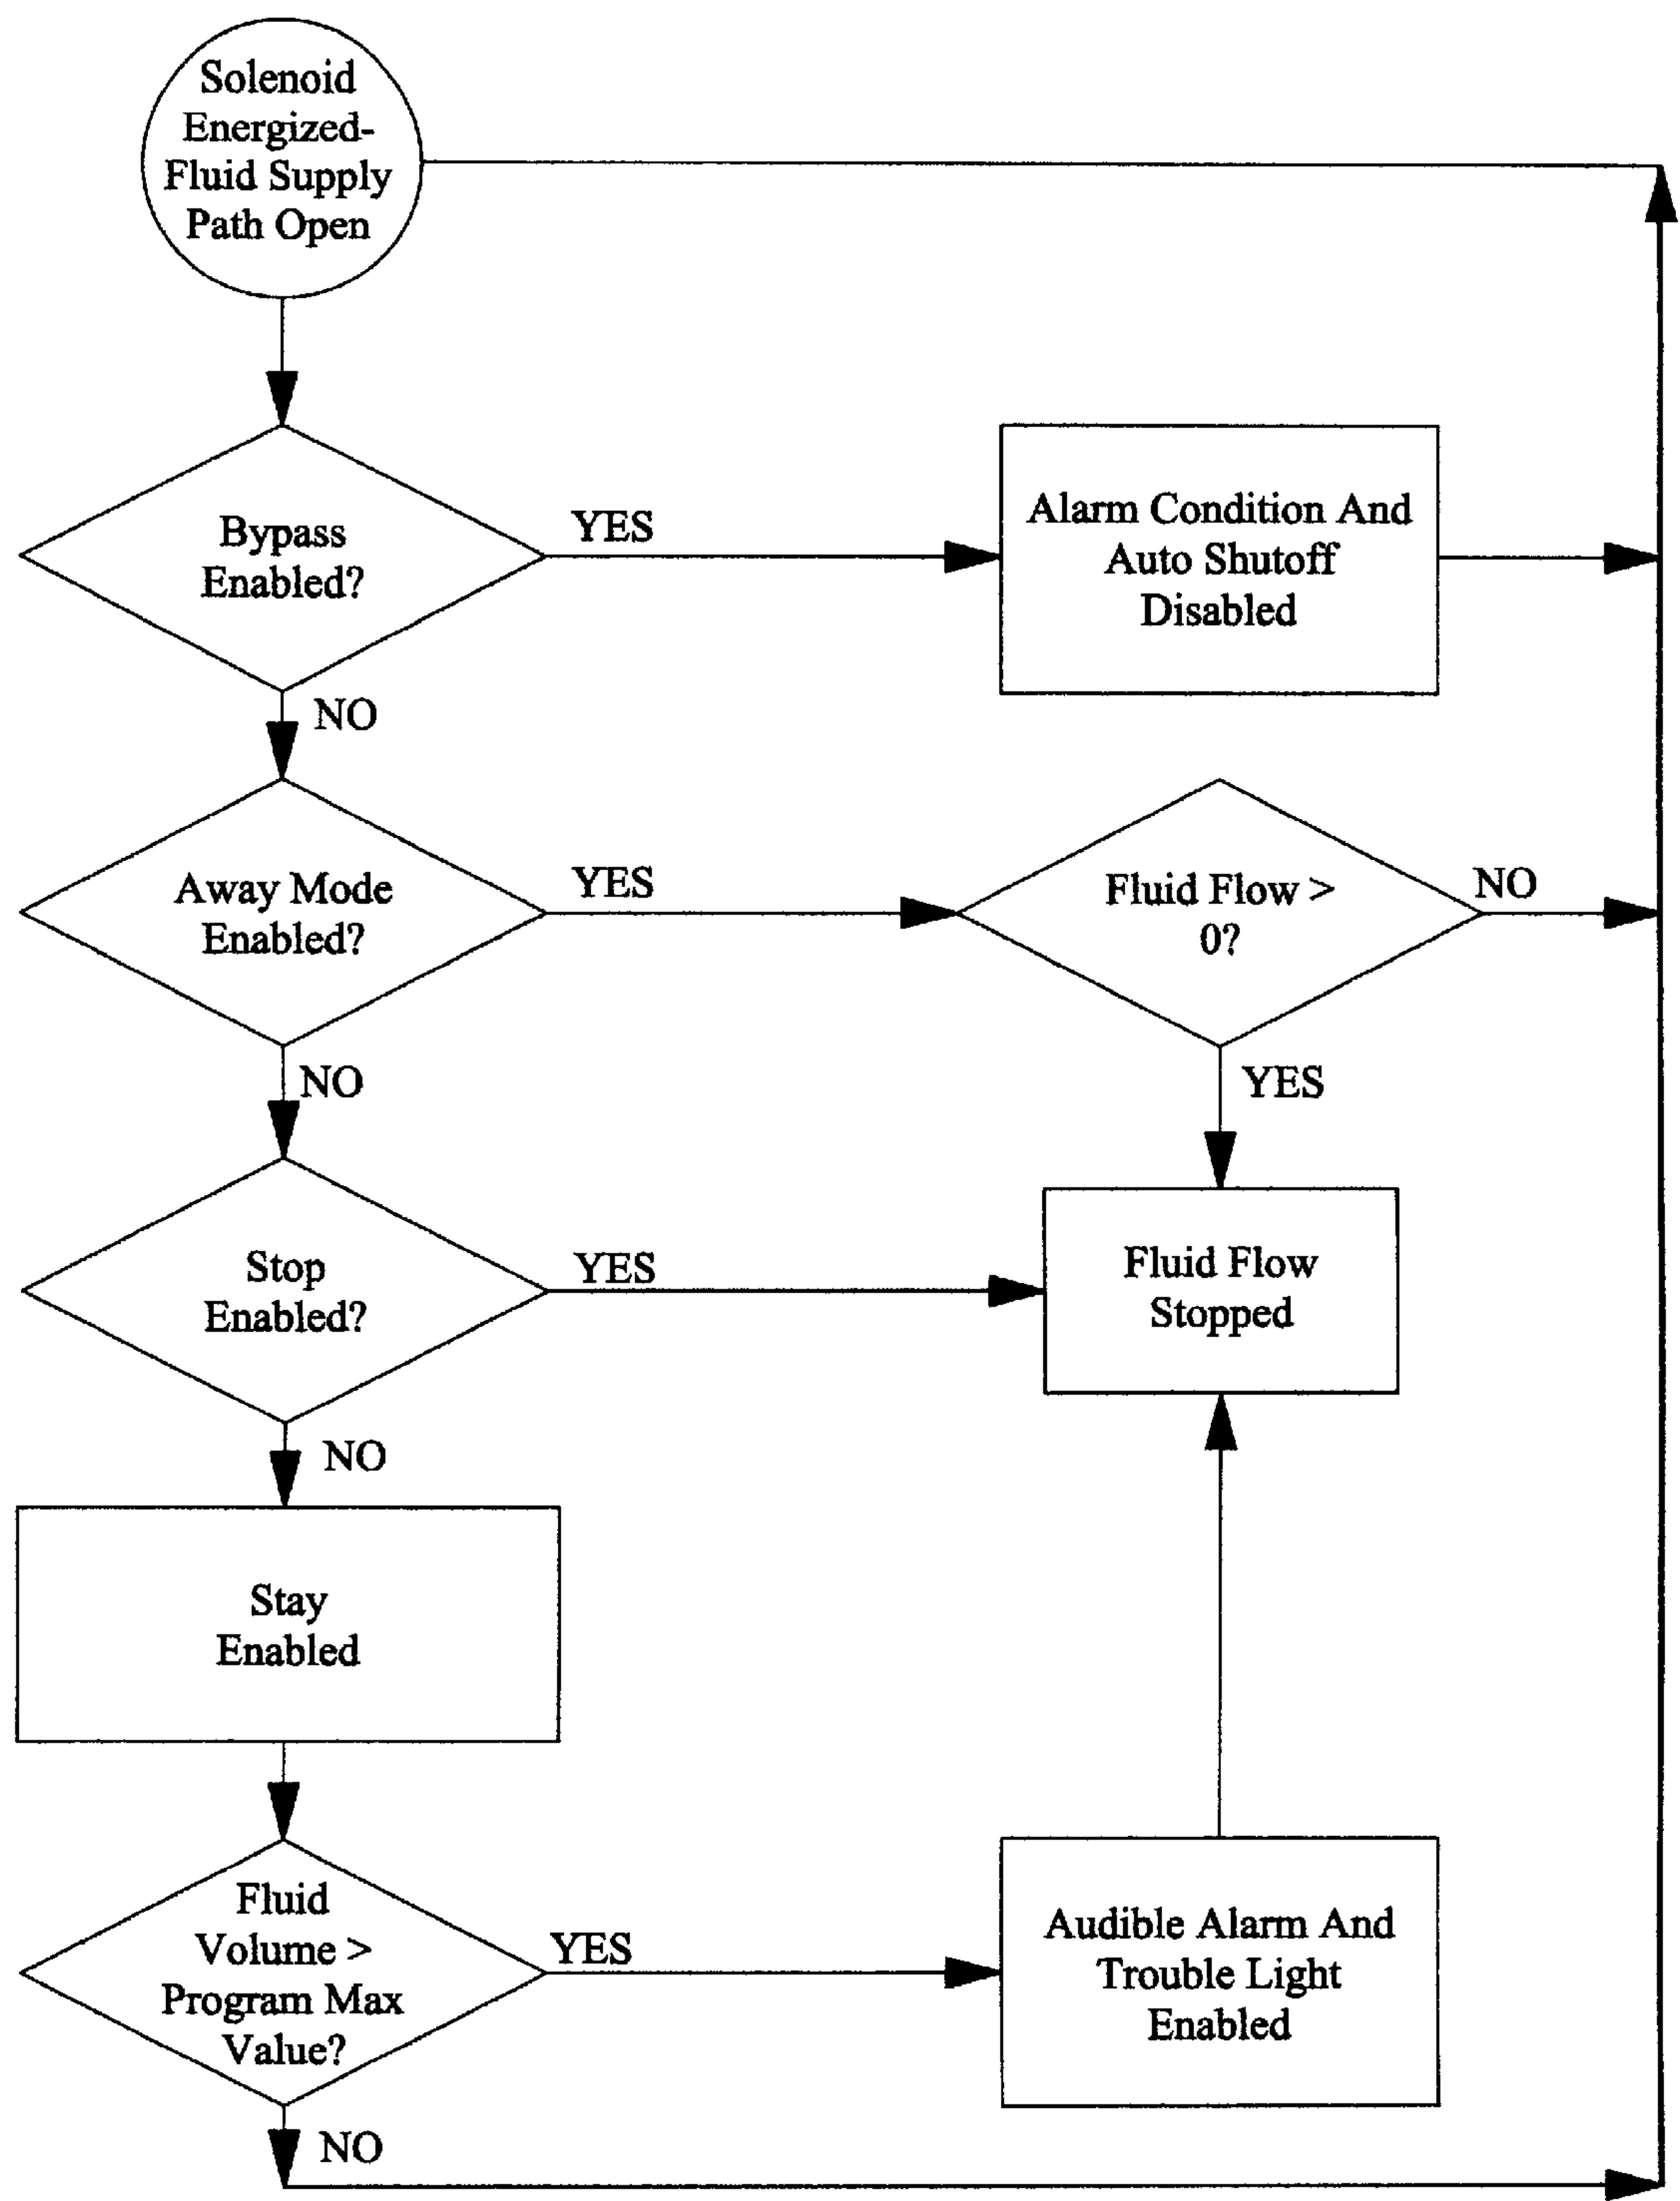 Solenoid
Energized-
Fluid Supply
Path Open
Bypass
Enabled?
YES
Alarm Condition And
Auto Shutoff
Disabled
NO
Away Mode
Enabled?
YES
Fluid Flow >
0?
NO
NO
YES
Stop
Enabled?
YES
Fluid Flow
Stopped
NO
Stay
Enabled
Fluid
Volume >
Program Max
Value?
YES
Audible Alarm And
Trouble Light
Enabled
NO